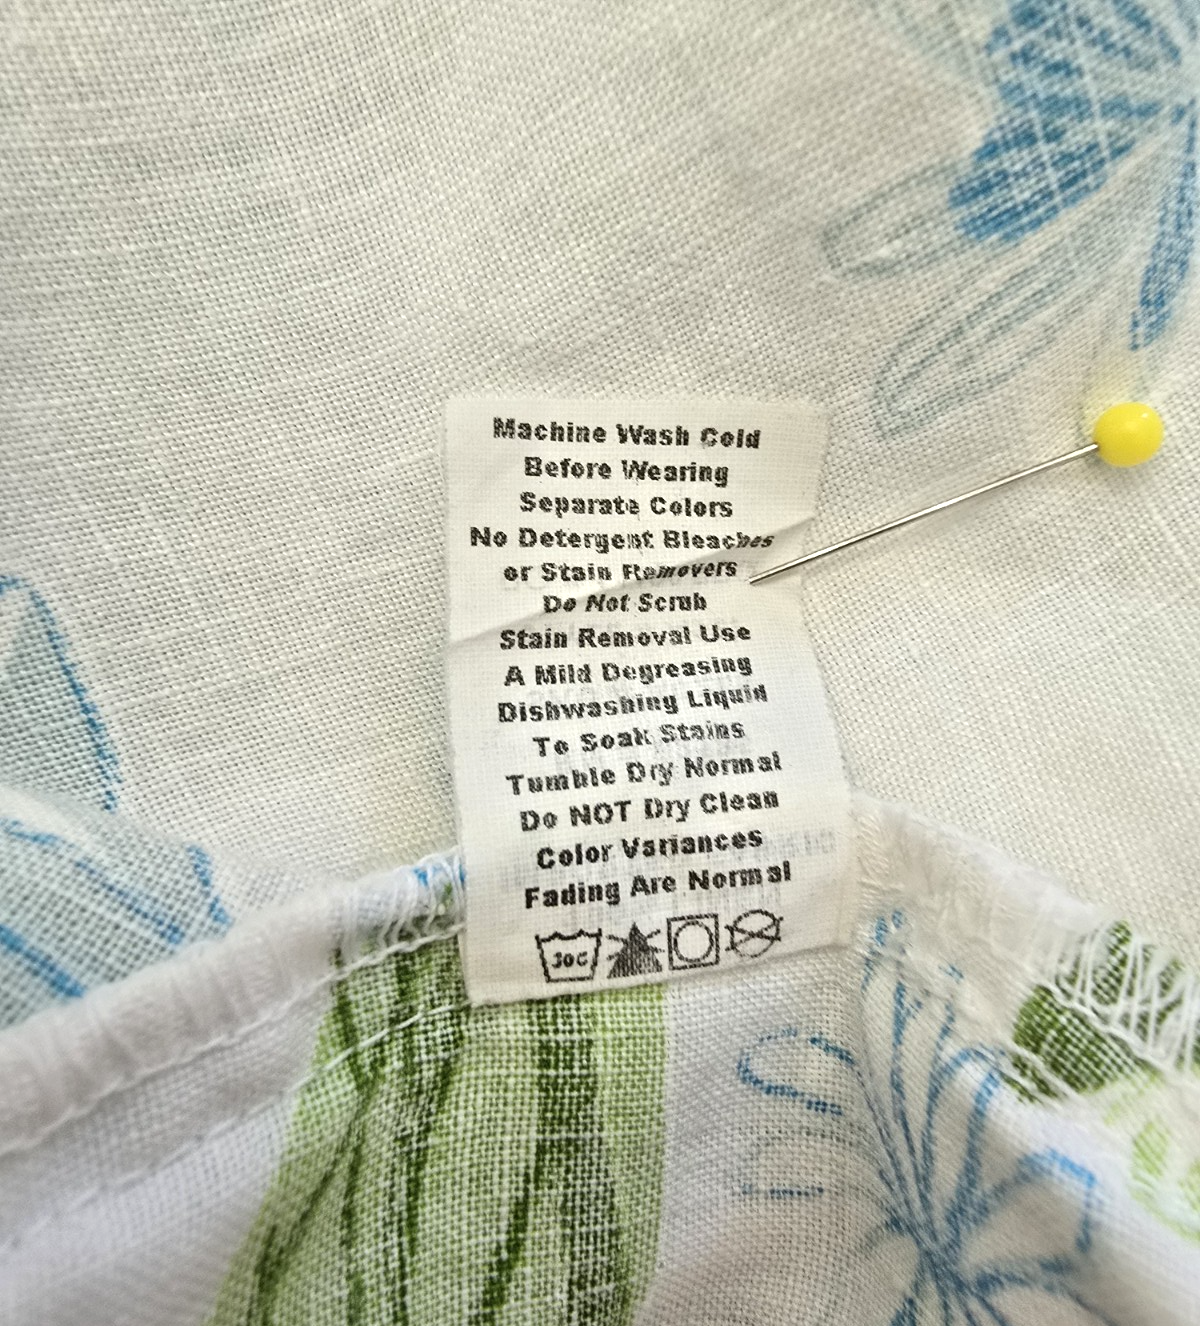 Machine Wash Cold
Before Wearing
Separate Colors
No Detergent Bleaches
or Stain Removers
Do Not Scrub
Stain Removal Use
A Mild Degreasing
Dishwashing Liquid
To Soak Stains
Tumble Dry Normal
Do NOT Dry Clean
Color Variances
Fading Are Normal
30C